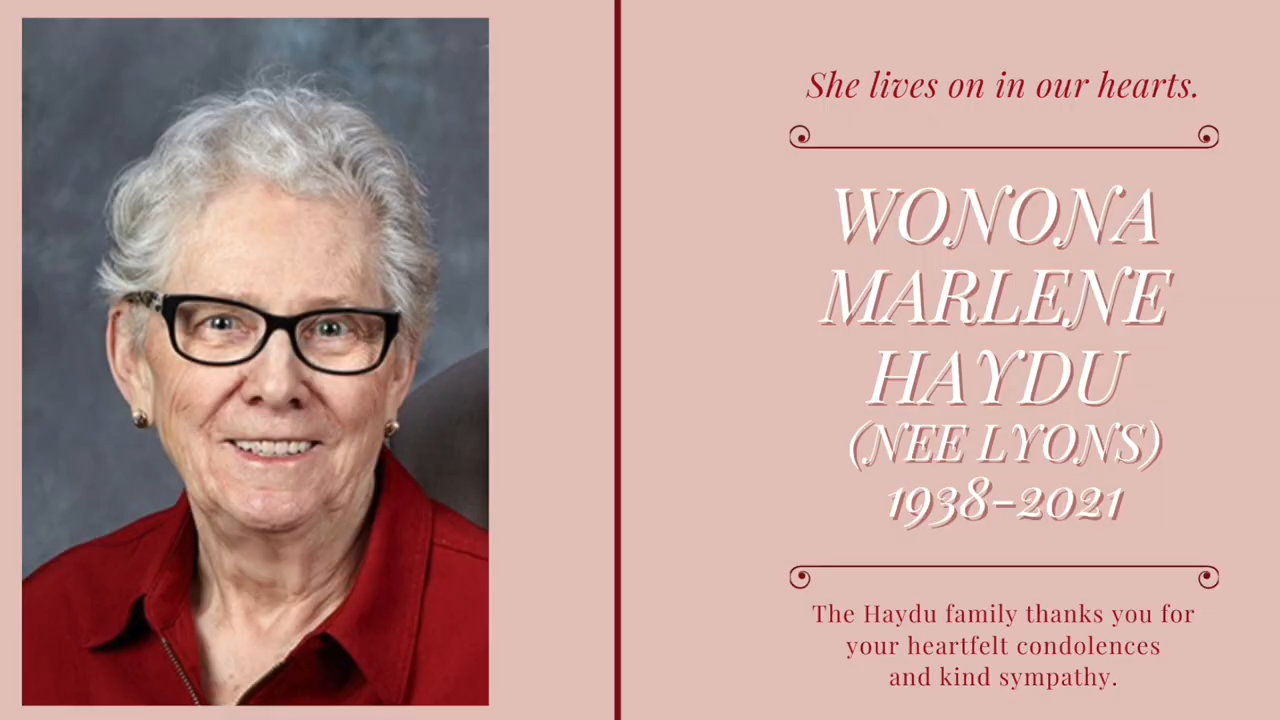 She lives on in our hearts.
WONONA
MARLENE
HAYDU
(NEE LYONS)
1938-2021
The Haydu family thanks you for
your heartfelt condolences
and kind sympathy.